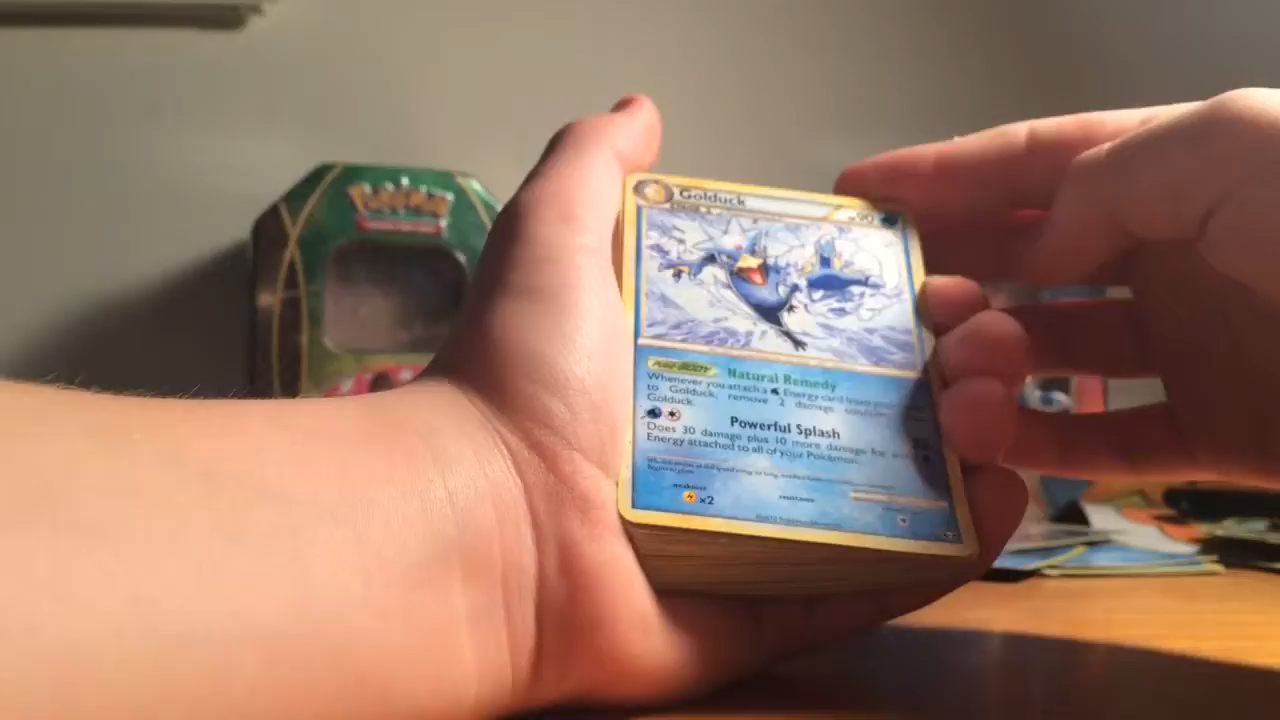 Pokémon
Golduck
90
POKé-BODY
Natural Remedy
Whenever you attach a Energy card from your
to Golduck, remove 2 damage counters
Golduck.
Powerful Splash
Does 30 damage plus 10 more damage for
Energy attached to all of your Pokémon.
weakness
x2
resistance